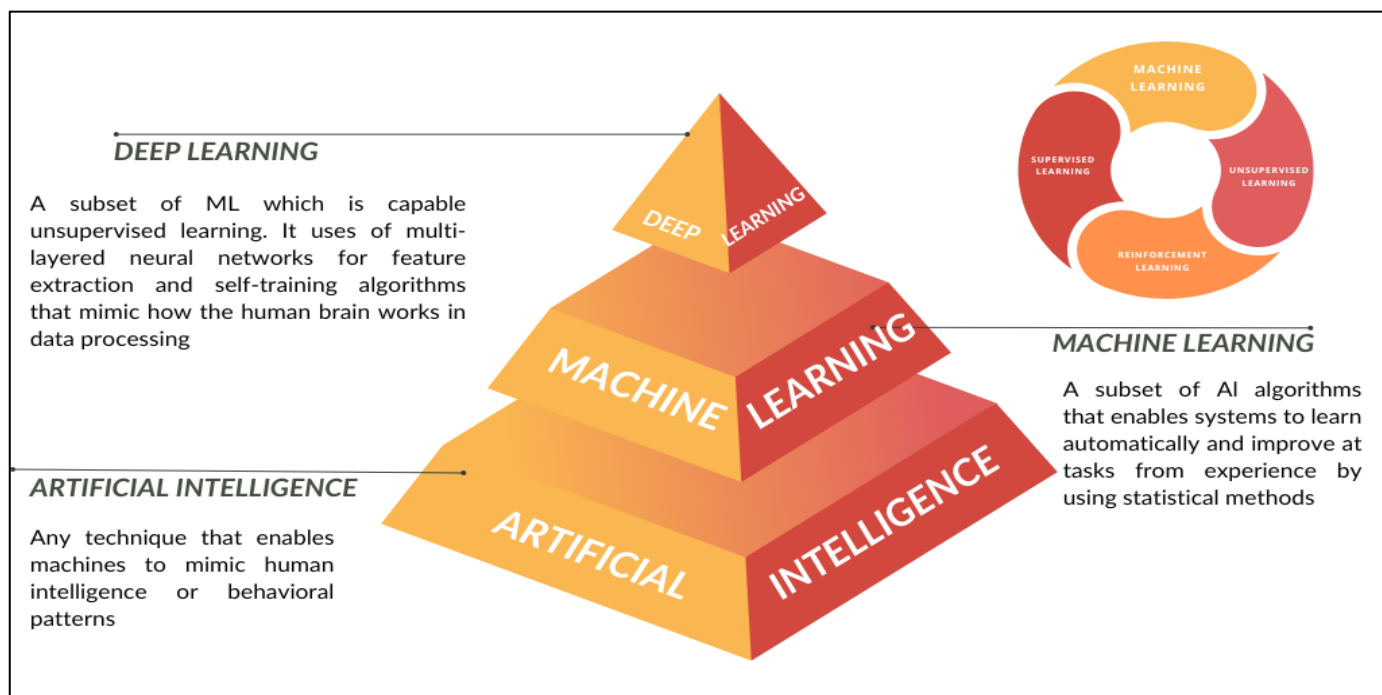 DEEP LEARNING
A subset of ML which is capable
unsupervised learning. It uses of multi-
layered neural networks for feature
extraction and self-training algorithms
that mimic how the human brain works in
data processing
ARTIFICIAL INTELLIGENCE
Any technique that enables
machines to mimic human
intelligence or behavioral
patterns
DEEP LEARNING
MACHINE LEARNING
ARTIFICIAL INTELLIGENCE
MACHINE
LEARNING
SUPERVISED
LEARNING
UNSUPERVISED
LEARNING
REINFORCEMENT
LEARNING
MACHINE LEARNING
A subset of AI algorithms
that enables systems to learn
automatically and improve at
tasks from experience by
using statistical methods